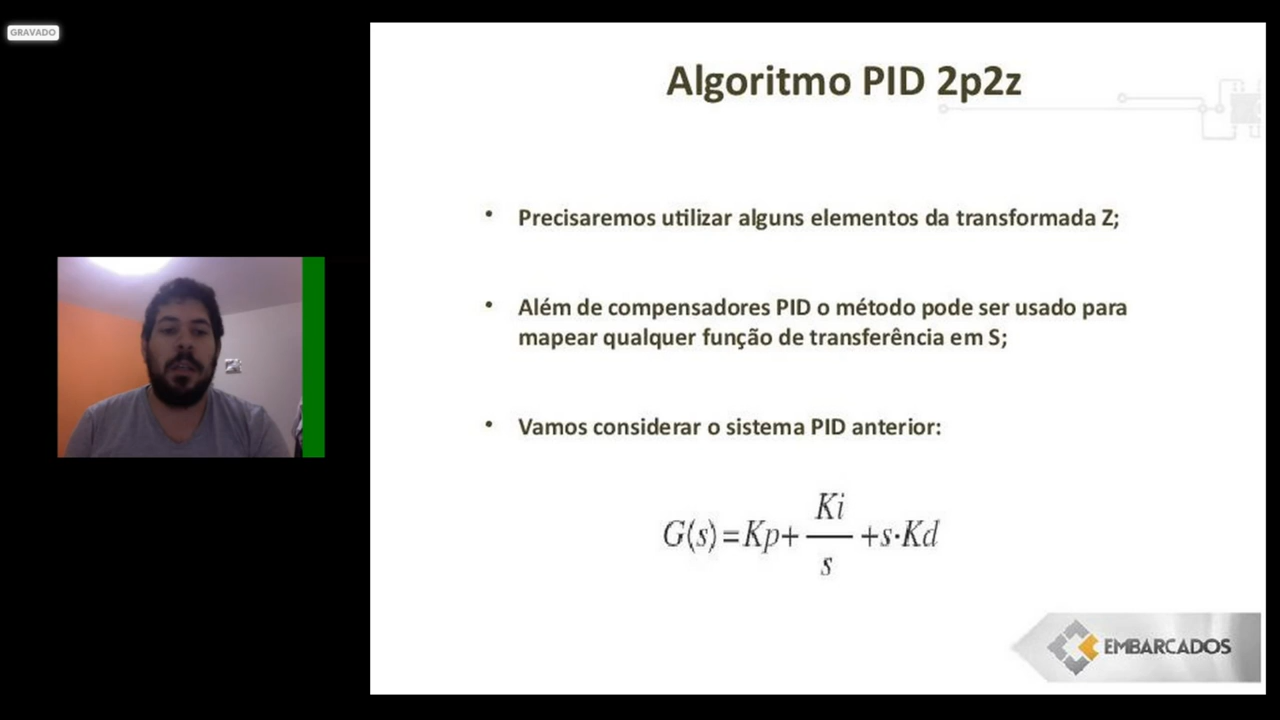 GRAVADO
Algoritmo PID 2p2z
• Precisaremos utilizar alguns elementos da transformada Z;
• Além de compensadores PID o método pode ser usado para
mapear qualquer função de transferência em S;
• Vamos considerar o sistema PID anterior:
G(s)=Kp+ Ki/s +s·Kd
EMBARCADOS